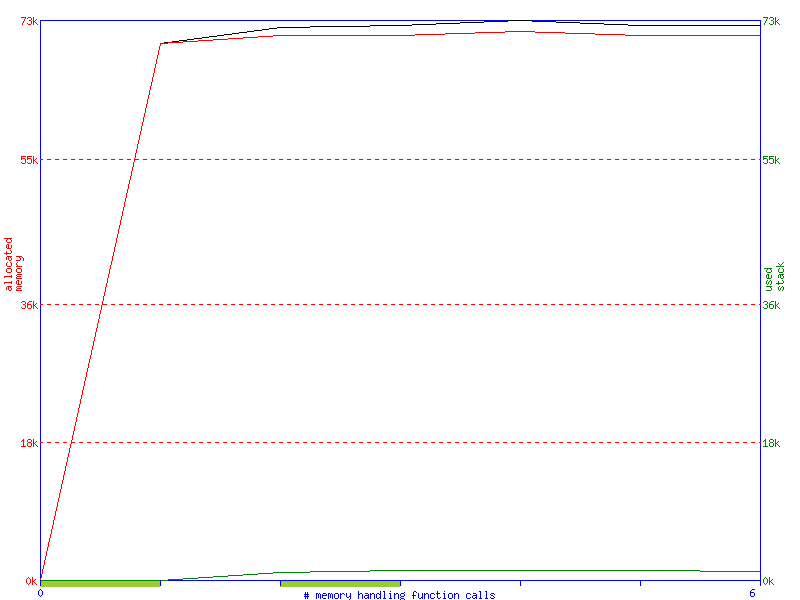 73k 73k
55k 55k
allocated
memory
used
stack
36k 36k
18k 18k
0k 0k
0 # memory handling function calls 6